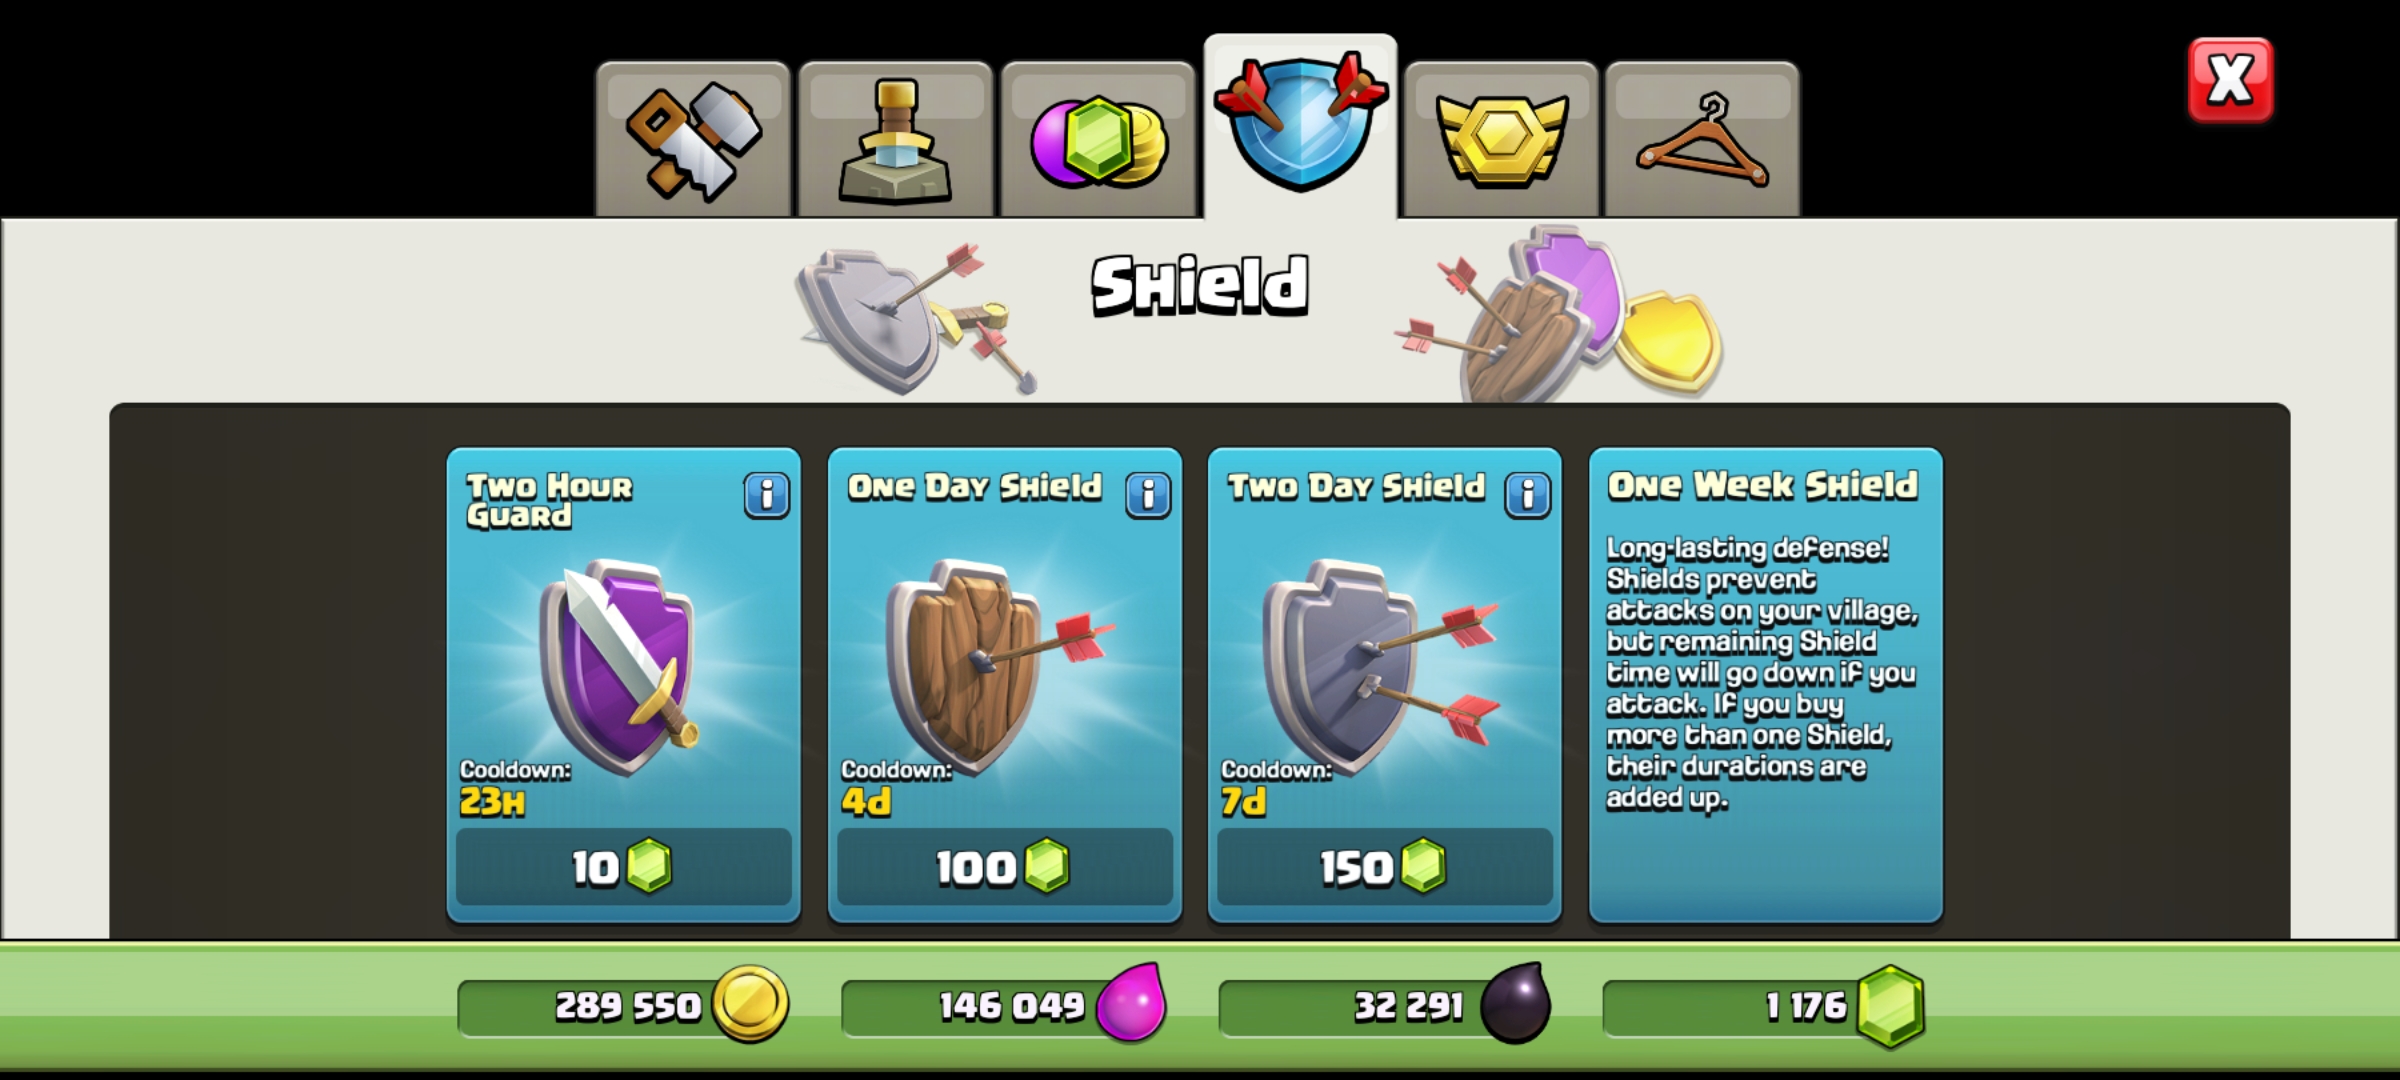 X
Shield
Two Hour
Guard
i
Cooldown:
23H
10
One Day Shield
i
Cooldown:
4d
100
Two Day Shield
i
Cooldown:
7d
150
One Week Shield
Long-lasting defense!
Shields prevent
attacks on your village,
but remaining Shield
time will go down if you
attack. If you buy
more than one Shield,
their durations are
added up.
289 550
146 049
32 291
1 176